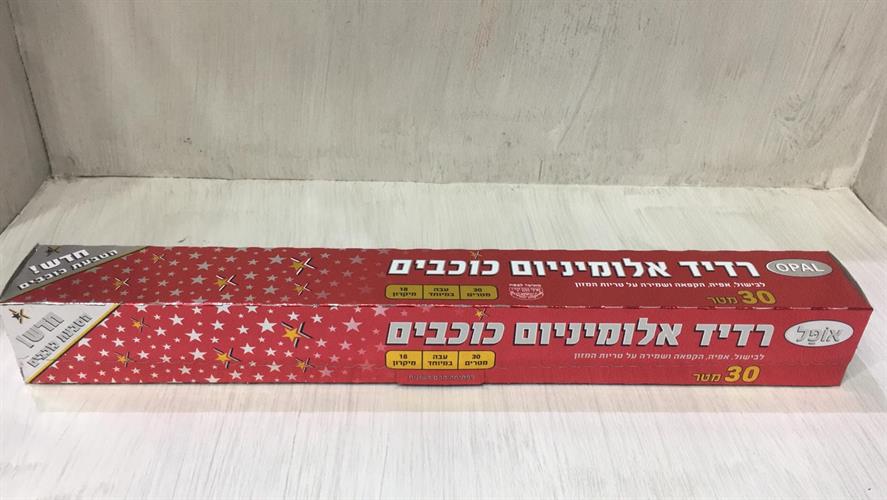 חדש!
הטבעת כוכבים
OPAL
רדיד אלומיניום כוכבים
לבישול, אפיה, הקפאה ושמירה על טריות המזון
30 מטר
30 מטרים
עבה במיוחד
18 מיקרון
חדש!
הטבעת כוכבים
אופל
רדיד אלומיניום כוכבים
לבישול, אפיה, הקפאה ושמירה על טריות המזון
30 מטר
30 מטרים
עבה במיוחד
18 מיקרון